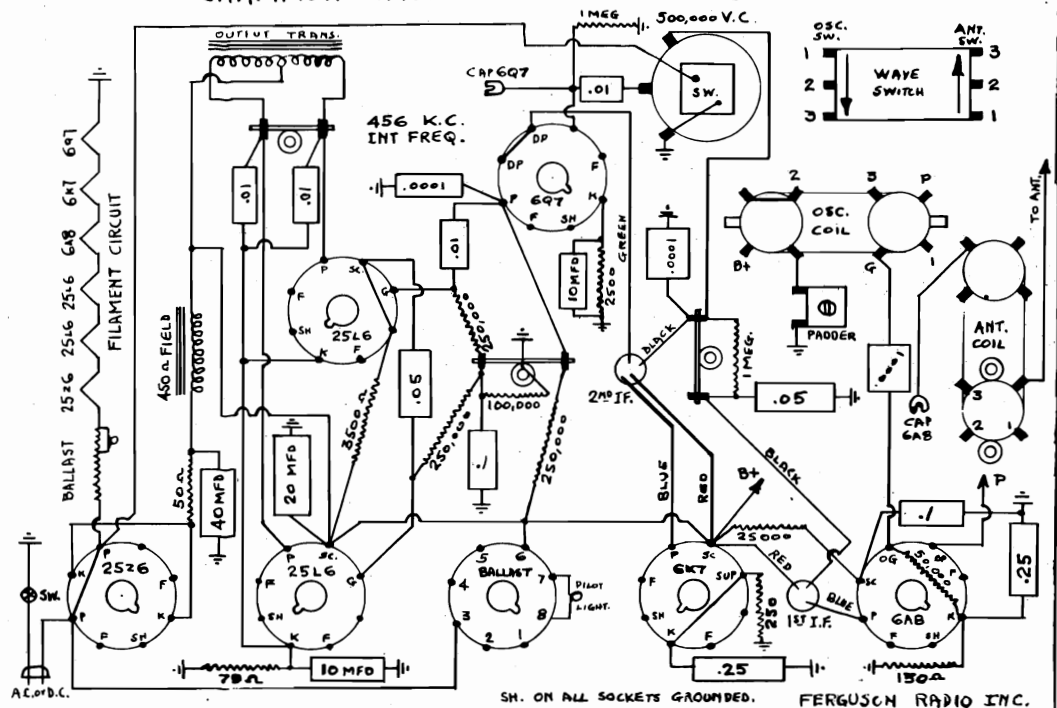 1 MEG
500,000 V.C.
OUTPUT TRANS.
OSC. SW.
ANT. SW.
1
2
3
WAVE SWITCH
3
2
1
CAP 6Q7
.01
SW.
456 K.C.
INT FREQ.
DP
DP
P
F
K
F
SH
6Q7
.0001
.01
.01
.01
10 MFD
2500
GREEN
.0001
2
3
P
OSC. COIL
B+
G
1
PADDER
TO ANT.
ANT. COIL
3
2
1
P
6Q7
6K7
6A8
25L6
25L6
25Z6
BALLAST
FILAMENT CIRCUIT
450Ω FIELD
P
SC.
G
F
SH
K
F
25L6
250,000
100,000
.05
350Ω
250,000
.1
250,000
BLACK
2ND I.F.
1 MEG.
.05
.0001
CAP 6A8
50Ω
40 MFD
20 MFD
BLUE
RED
B+
BLACK
25000
RED
BLUE
1ST I.F.
.1
.25
P
K
F
K
P
F
SH
25Z6
SW.
A.C. OR D.C.
P
SC.
G
F
SH
K
F
25L6
75Ω
10 MFD
5
6
4
7
3
8
2
1
BALLAST
PILOT LIGHT.
P
SC
SUP
F
SH
K
F
6K7
250
.25
OG
SC
P
F
SH
K
6A8
50,000
150Ω
SH. ON ALL SOCKETS GROUNDED.
FERGUSON RADIO INC.